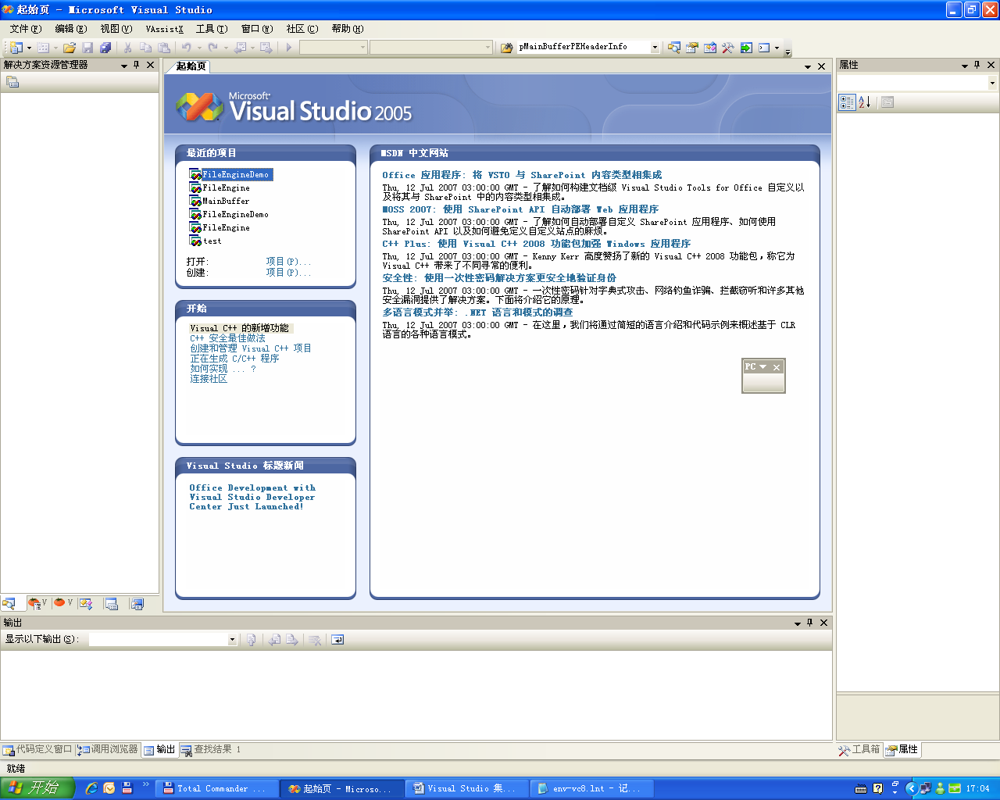 起始页 - Microsoft Visual Studio
文件(F) 编辑(E) 视图(V) VAssistX 工具(T) 窗口(W) 社区(C) 帮助(H)
pMainBufferPEHeaderInfo
解决方案资源管理器
起始页
属性
Microsoft
Visual Studio 2005
最近的项目
FileEngineDemo
FileEngine
MainBuffer
FileEngineDemo
FileEngine
test
打开: 项目(P)...
创建: 项目(P)...
开始
Visual C++ 的新增功能
C++ 安全最佳做法
创建和管理 Visual C++ 项目
正在生成 C/C++ 程序
如何实现 ... ?
连接社区
Visual Studio 标题新闻
Office Development with
Visual Studio Developer
Center Just Launched!
MSDN 中文网站
Office 应用程序: 将 VSTO 与 SharePoint 内容类型相集成
Thu, 12 Jul 2007 03:00:00 GMT - 了解如何构建文档级 Visual Studio Tools for Office 自定义以
及将其与 SharePoint 中的内容类型相集成。
MOSS 2007: 使用 SharePoint API 自动部署 Web 应用程序
Thu, 12 Jul 2007 03:00:00 GMT - 了解如何自动部署自定义 SharePoint 应用程序、如何使用
SharePoint API 以及如何避免定义自定义站点的麻烦。
C++ Plus: 使用 Visual C++ 2008 功能包加强 Windows 应用程序
Thu, 12 Jul 2007 03:00:00 GMT - Kenny Kerr 高度赞扬了新的 Visual C++ 2008 功能包，称它为
Visual C++ 带来了不同寻常的便利。
安全性: 使用一次性密码解决方案更安全地验证身份
Thu, 12 Jul 2007 03:00:00 GMT - 一次性密码针对字典式攻击、网络钓鱼诈骗、拦截窃听和许多其他
安全漏洞提供了解决方案。下面将介绍它的原理。
多语言模式并举: .NET 语言和模式的调查
Thu, 12 Jul 2007 03:00:00 GMT - 在这里，我们将通过简短的语言介绍和代码示例来概述基于 CLR
语言的各种语言模式。
PC
V V
输出
显示以下输出(S):
代码定义窗口 调用浏览器 输出 查找结果 1
工具箱 属性
就绪
开始 Total Commander ... 起始页 - Microso... Visual Studio 集... env-vc8.lnt - 记... 17:04